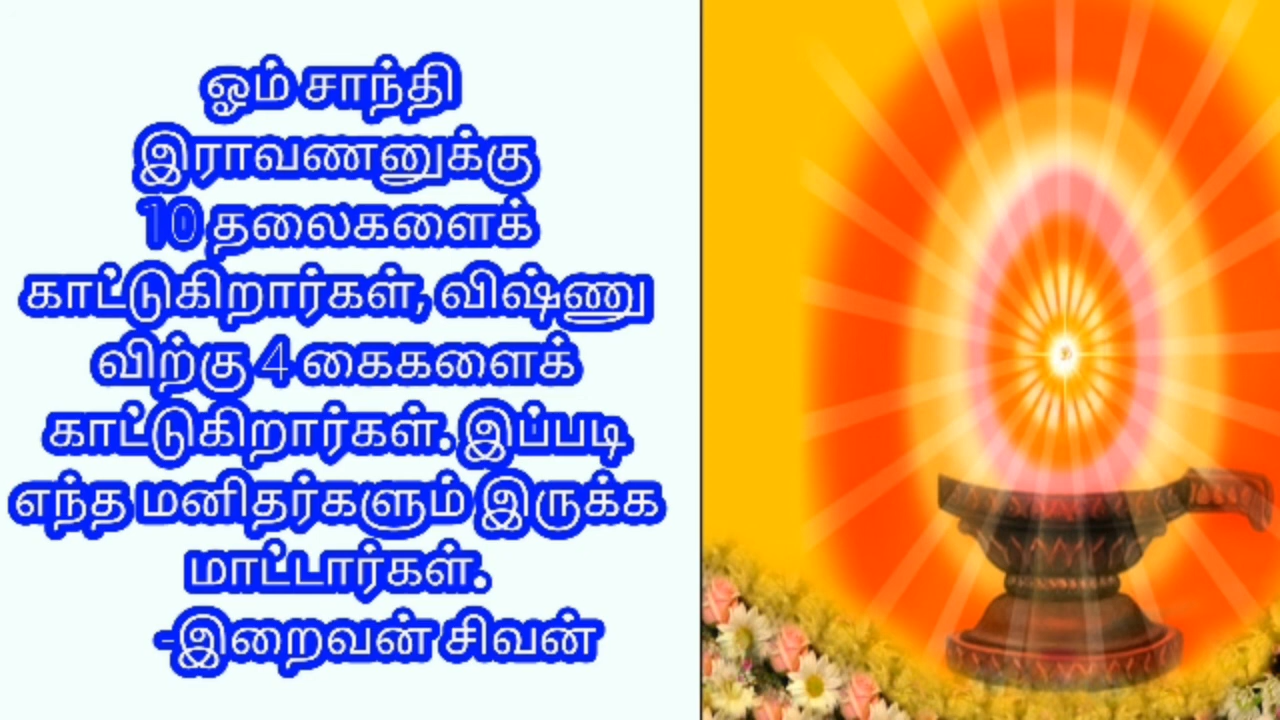 ஓம் சாந்தி
இராவணனுக்கு
10 தலைகளைக்
காட்டுகிறார்கள், விஷ்ணு
விற்கு 4 கைகளைக்
காட்டுகிறார்கள். இப்படி
எந்த மனிதர்களும் இருக்க
மாட்டார்கள்.
-இறைவன் சிவன்